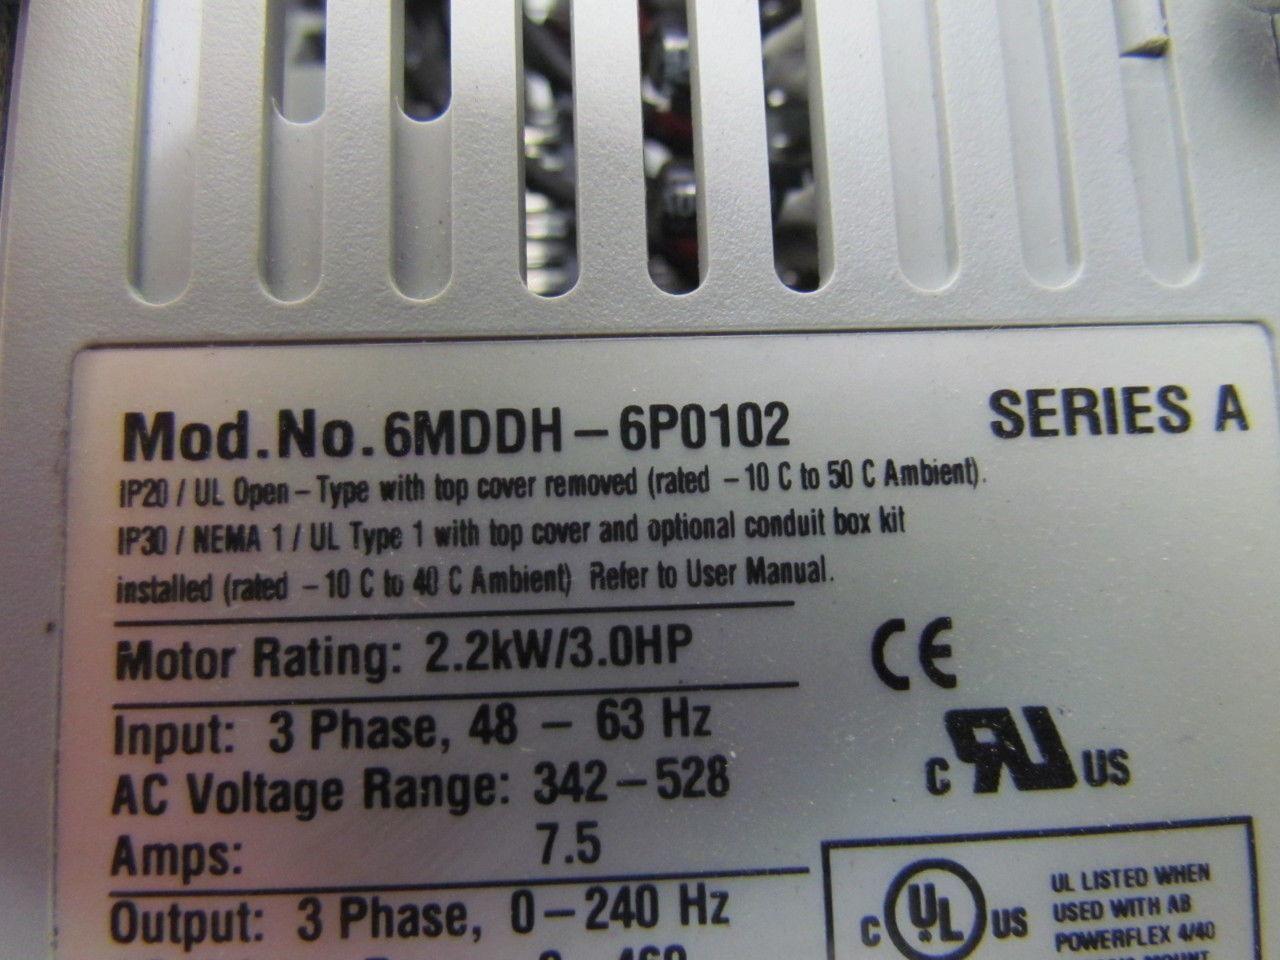 Mod.No. 6MDDH-6P0102 SERIES A
IP20 / UL Open-Type with top cover removed (rated -10 C to 50 C Ambient).
IP30 / NEMA 1 / UL Type 1 with top cover and optional conduit box kit
installed (rated -10 C to 40 C Ambient) Refer to User Manual.
Motor Rating: 2.2kW/3.0HP
CE
Input: 3 Phase, 48 - 63 Hz
AC Voltage Range: 342-528
C RU US
Amps: 7.5
Output: 3 Phase, 0-240 Hz
C UL US
UL LISTED WHEN
USED WITH AB
POWERFLEX 4/40